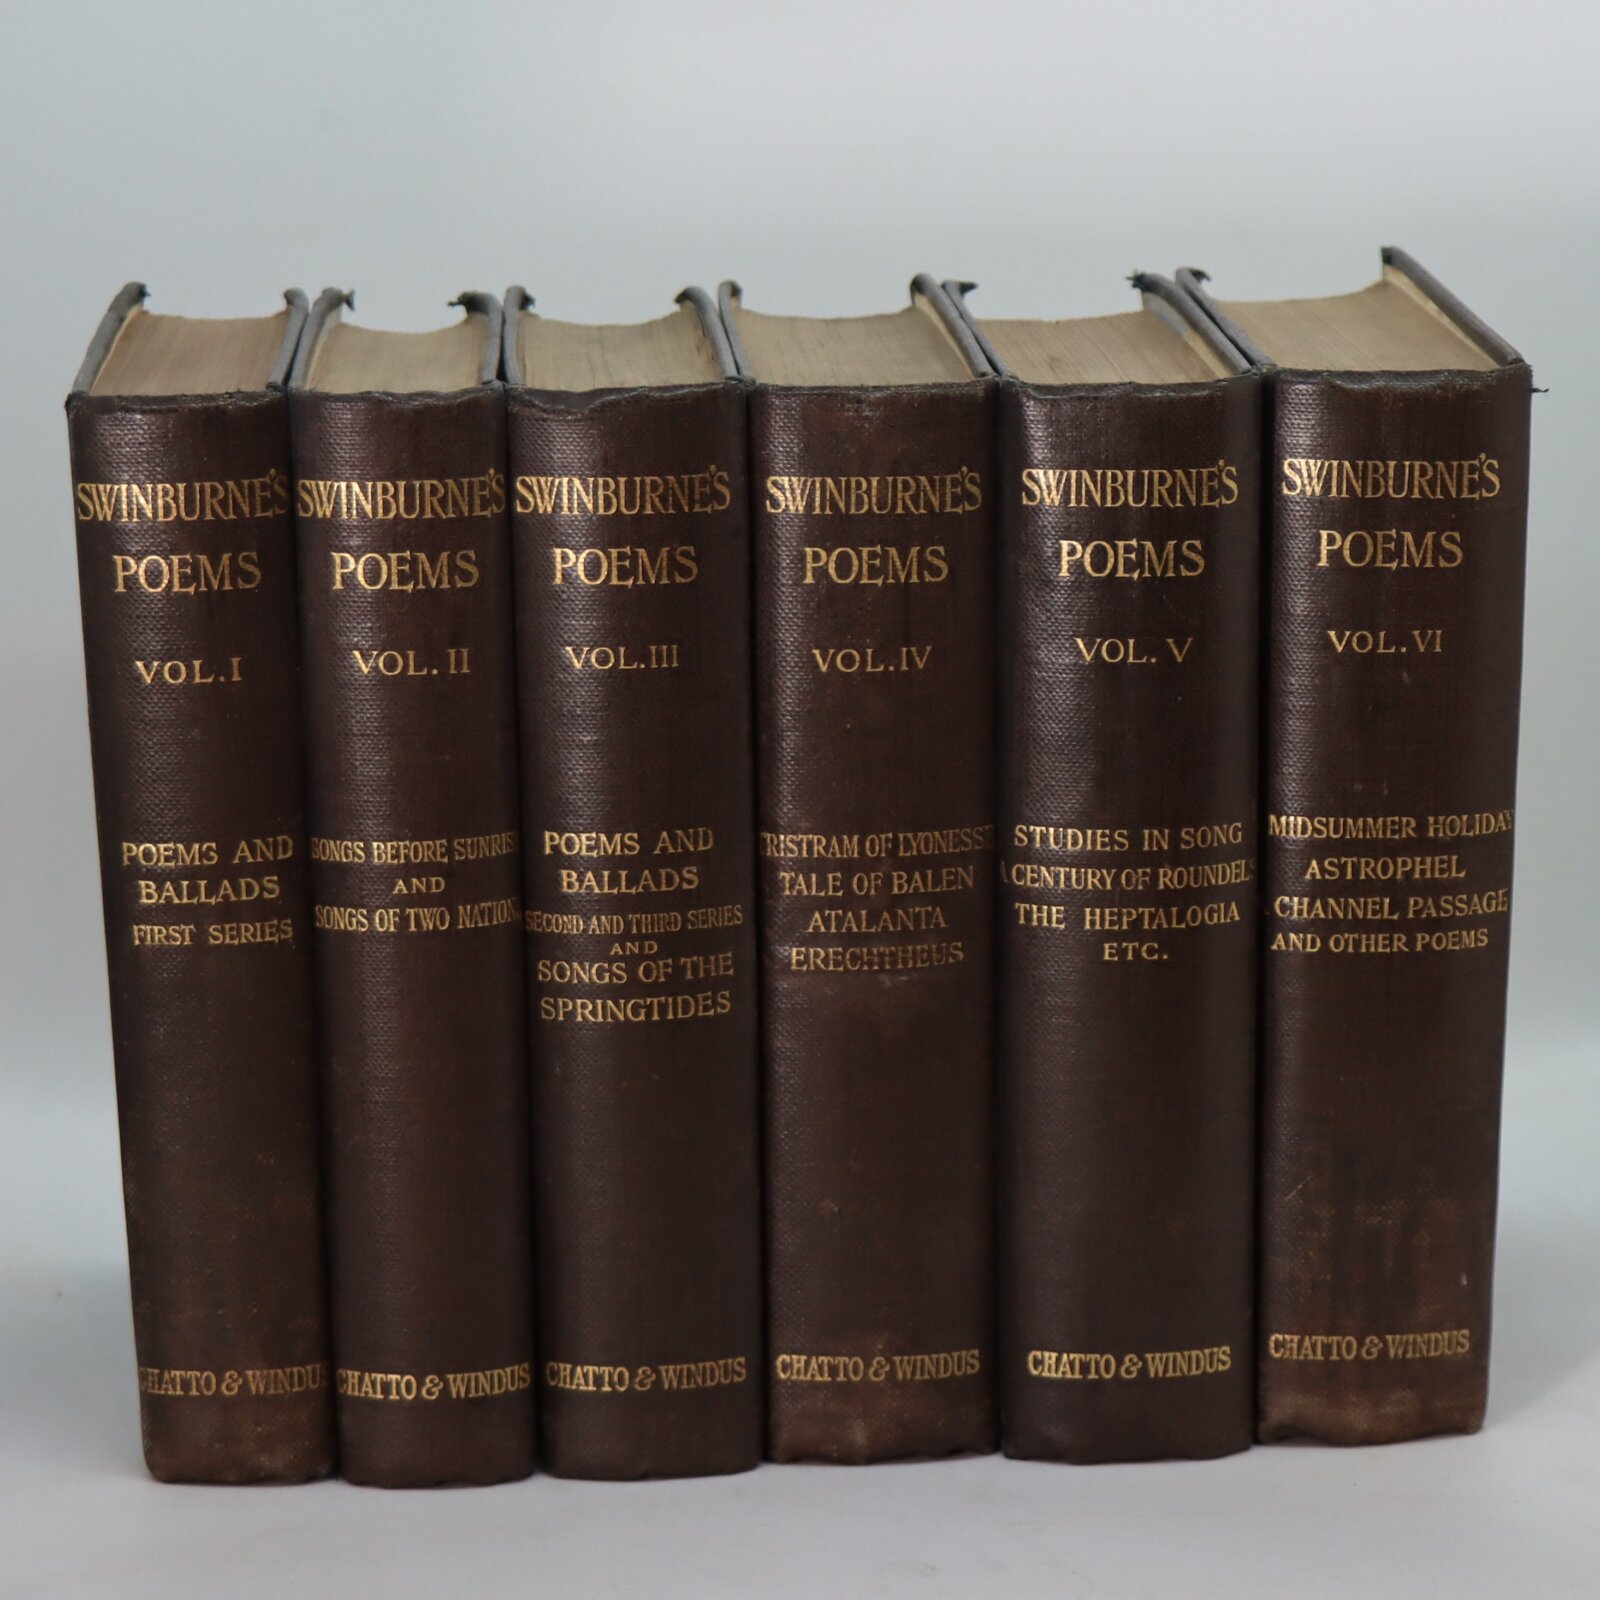 SWINBURNE'S
POEMS
VOL. I
POEMS AND
BALLADS
FIRST SERIES
CHATTO & WINDUS
SWINBURNE'S
POEMS
VOL. II
SONGS BEFORE SUNRISE
AND
SONGS OF TWO NATIONS
CHATTO & WINDUS
SWINBURNE'S
POEMS
VOL. III
POEMS AND
BALLADS
SECOND AND THIRD SERIES
AND
SONGS OF THE
SPRINGTIDES
CHATTO & WINDUS
SWINBURNE'S
POEMS
VOL. IV
TRISTRAM OF LYONESSE
TALE OF BALEN
ATALANTA
ERECHTHEUS
CHATTO & WINDUS
SWINBURNE'S
POEMS
VOL. V
STUDIES IN SONG
A CENTURY OF ROUNDELS
THE HEPTALOGIA
ETC.
CHATTO & WINDUS
SWINBURNE'S
POEMS
VOL. VI
MIDSUMMER HOLIDAY
ASTROPHEL
CHANNEL PASSAGE
AND OTHER POEMS
CHATTO & WINDUS